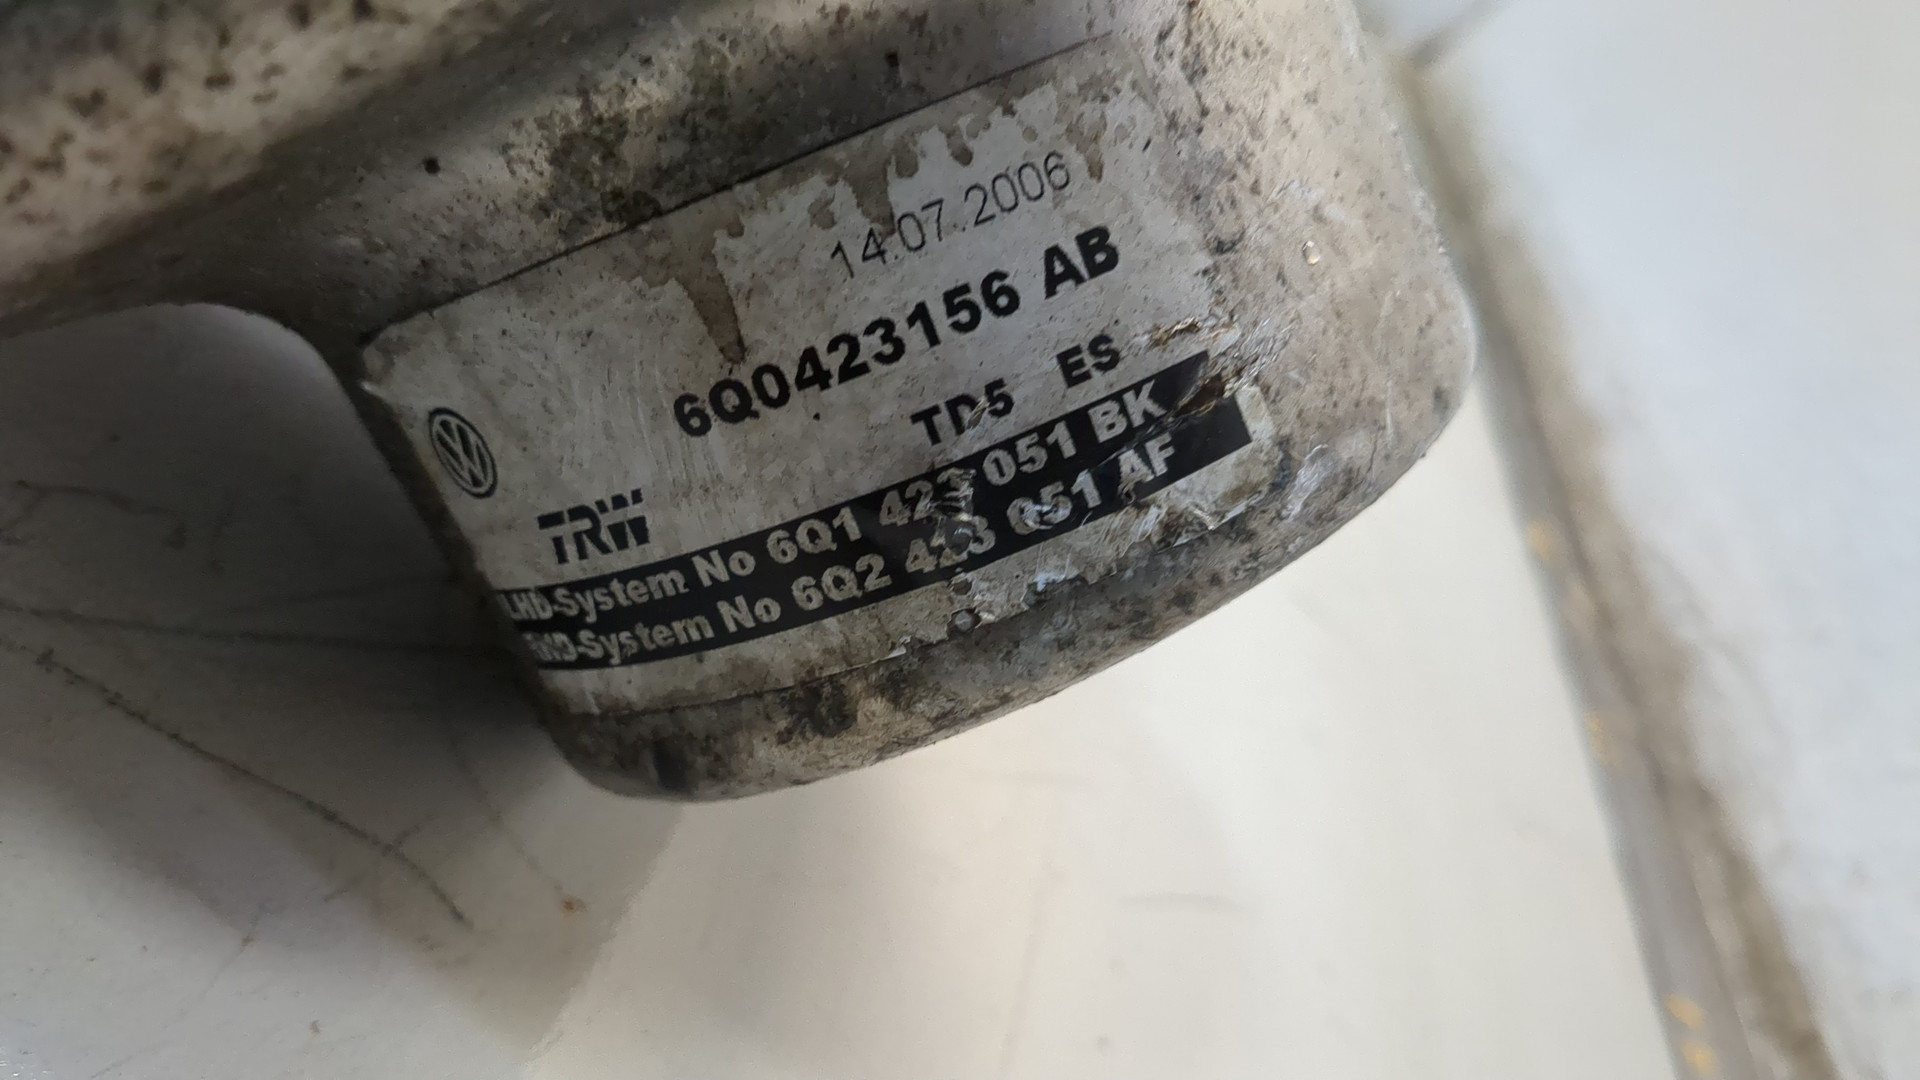 14.07.2006
6Q0423156 AB
TD5 ES
TRW
LHD-System No 6Q1 423 051 BK
RHD-System No 6Q2 423 051 AF